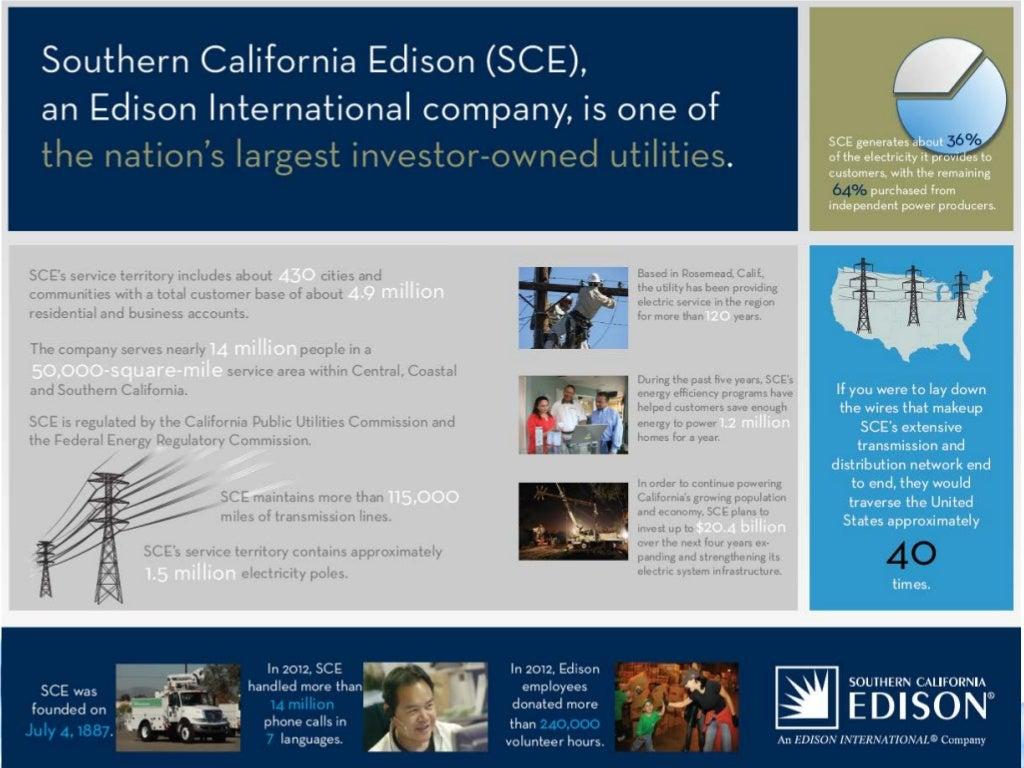 Southern California Edison (SCE),
an Edison International company, is one of
the nation's largest investor-owned utilities.
SCE generates about 36%
of the electricity it provides to
customers, with the remaining
64% purchased from
independent power producers.
SCE's service territory includes about 430 cities and
communities with a total customer base of about 4.9 million
residential and business accounts.
The company serves nearly 14 million people in a
50,000-square-mile service area within Central, Coastal
and Southern California.
SCE is regulated by the California Public Utilities Commission and
the Federal Energy Regulatory Commission.
SCE maintains more than 115,000
miles of transmission lines.
SCE's service territory contains approximately
1.5 million electricity poles.
Based in Rosemead, Calif.,
the utility has been providing
electric service in the region
for more than 120 years.
During the past five years, SCE's
energy efficiency programs have
helped customers save enough
energy to power 1.2 million
homes for a year.
In order to continue powering
California's growing population
and economy, SCE plans to
invest up to $20.4 billion
over the next four years ex-
panding and strengthening its
electric system infrastructure.
If you were to lay down
the wires that makeup
SCE's extensive
transmission and
distribution network end
to end, they would
traverse the United
States approximately
40
times.
SCE was
founded on
July 4, 1887.
In 2012, SCE
handled more than
14 million
phone calls in
7 languages.
In 2012, Edison
employees
donated more
than 240,000
volunteer hours.
SOUTHERN CALIFORNIA
EDISON®
An EDISON INTERNATIONAL® Company